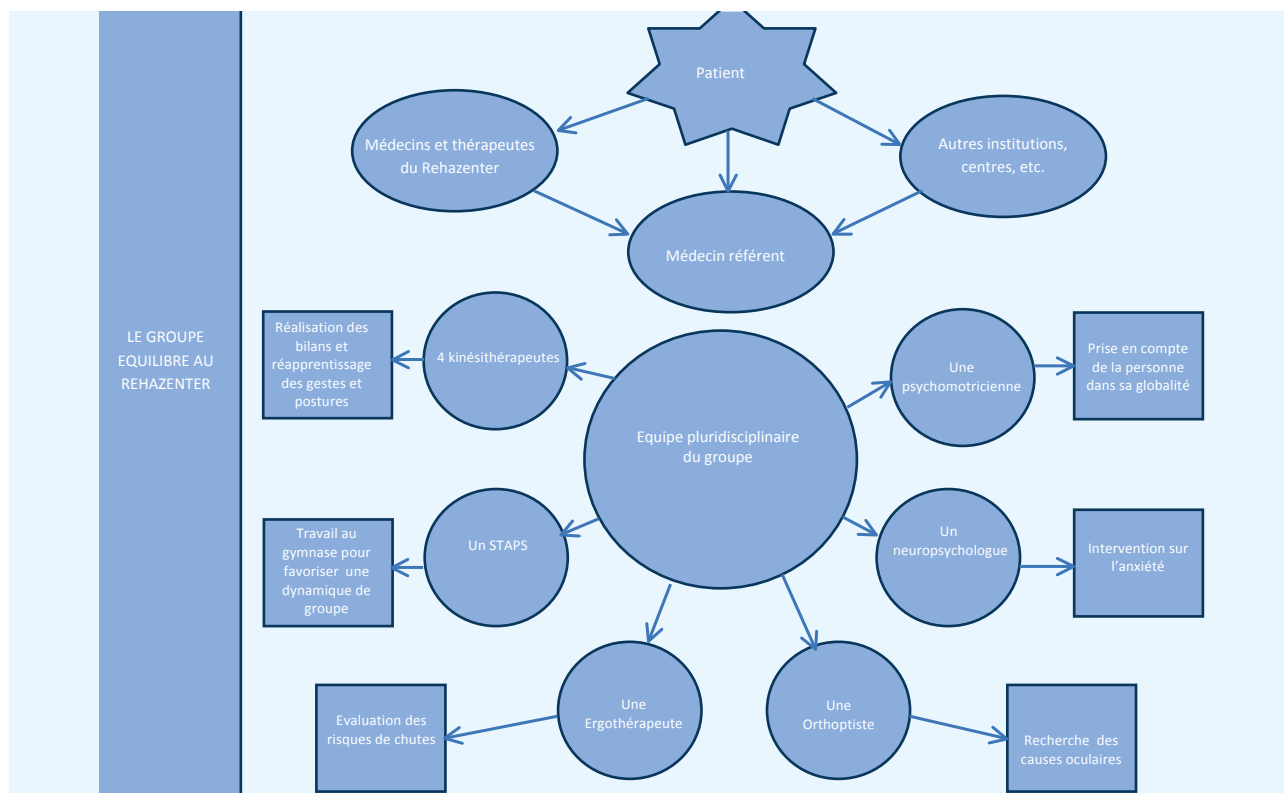 LE GROUPE
EQUILIBRE AU
REHAZENTER
Patient
Médecins et thérapeutes
du Rehazenter
Autres institutions,
centres, etc.
Médecin référent
Réalisation des
bilans et
réapprentissage
des gestes et
postures
4 kinésithérapeutes
Une
psychomotricienne
Prise en compte
de la personne
dans sa globalité
Equipe pluridisciplinaire
du groupe
Travail au
gymnase pour
favoriser une
dynamique de
groupe
Un STAPS
Un
neuropsychologue
Intervention sur
l’anxiété
Evaluation des
risques de chutes
Une
Ergothérapeute
Une
Orthoptiste
Recherche des
causes oculaires